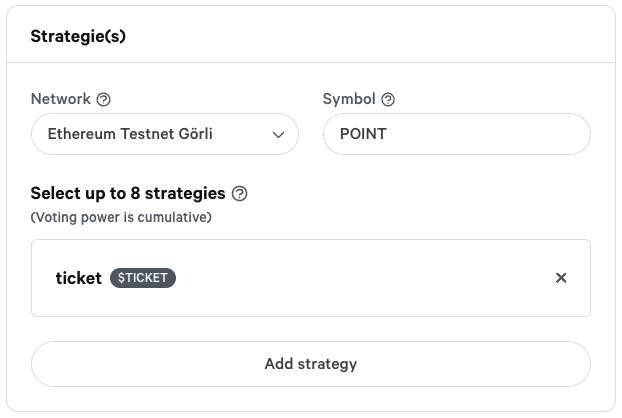 Strategie(s)
Network
Symbol
Ethereum Testnet Görli
POINT
Select up to 8 strategies
(Voting power is cumulative)
ticket $TICKET
Add strategy